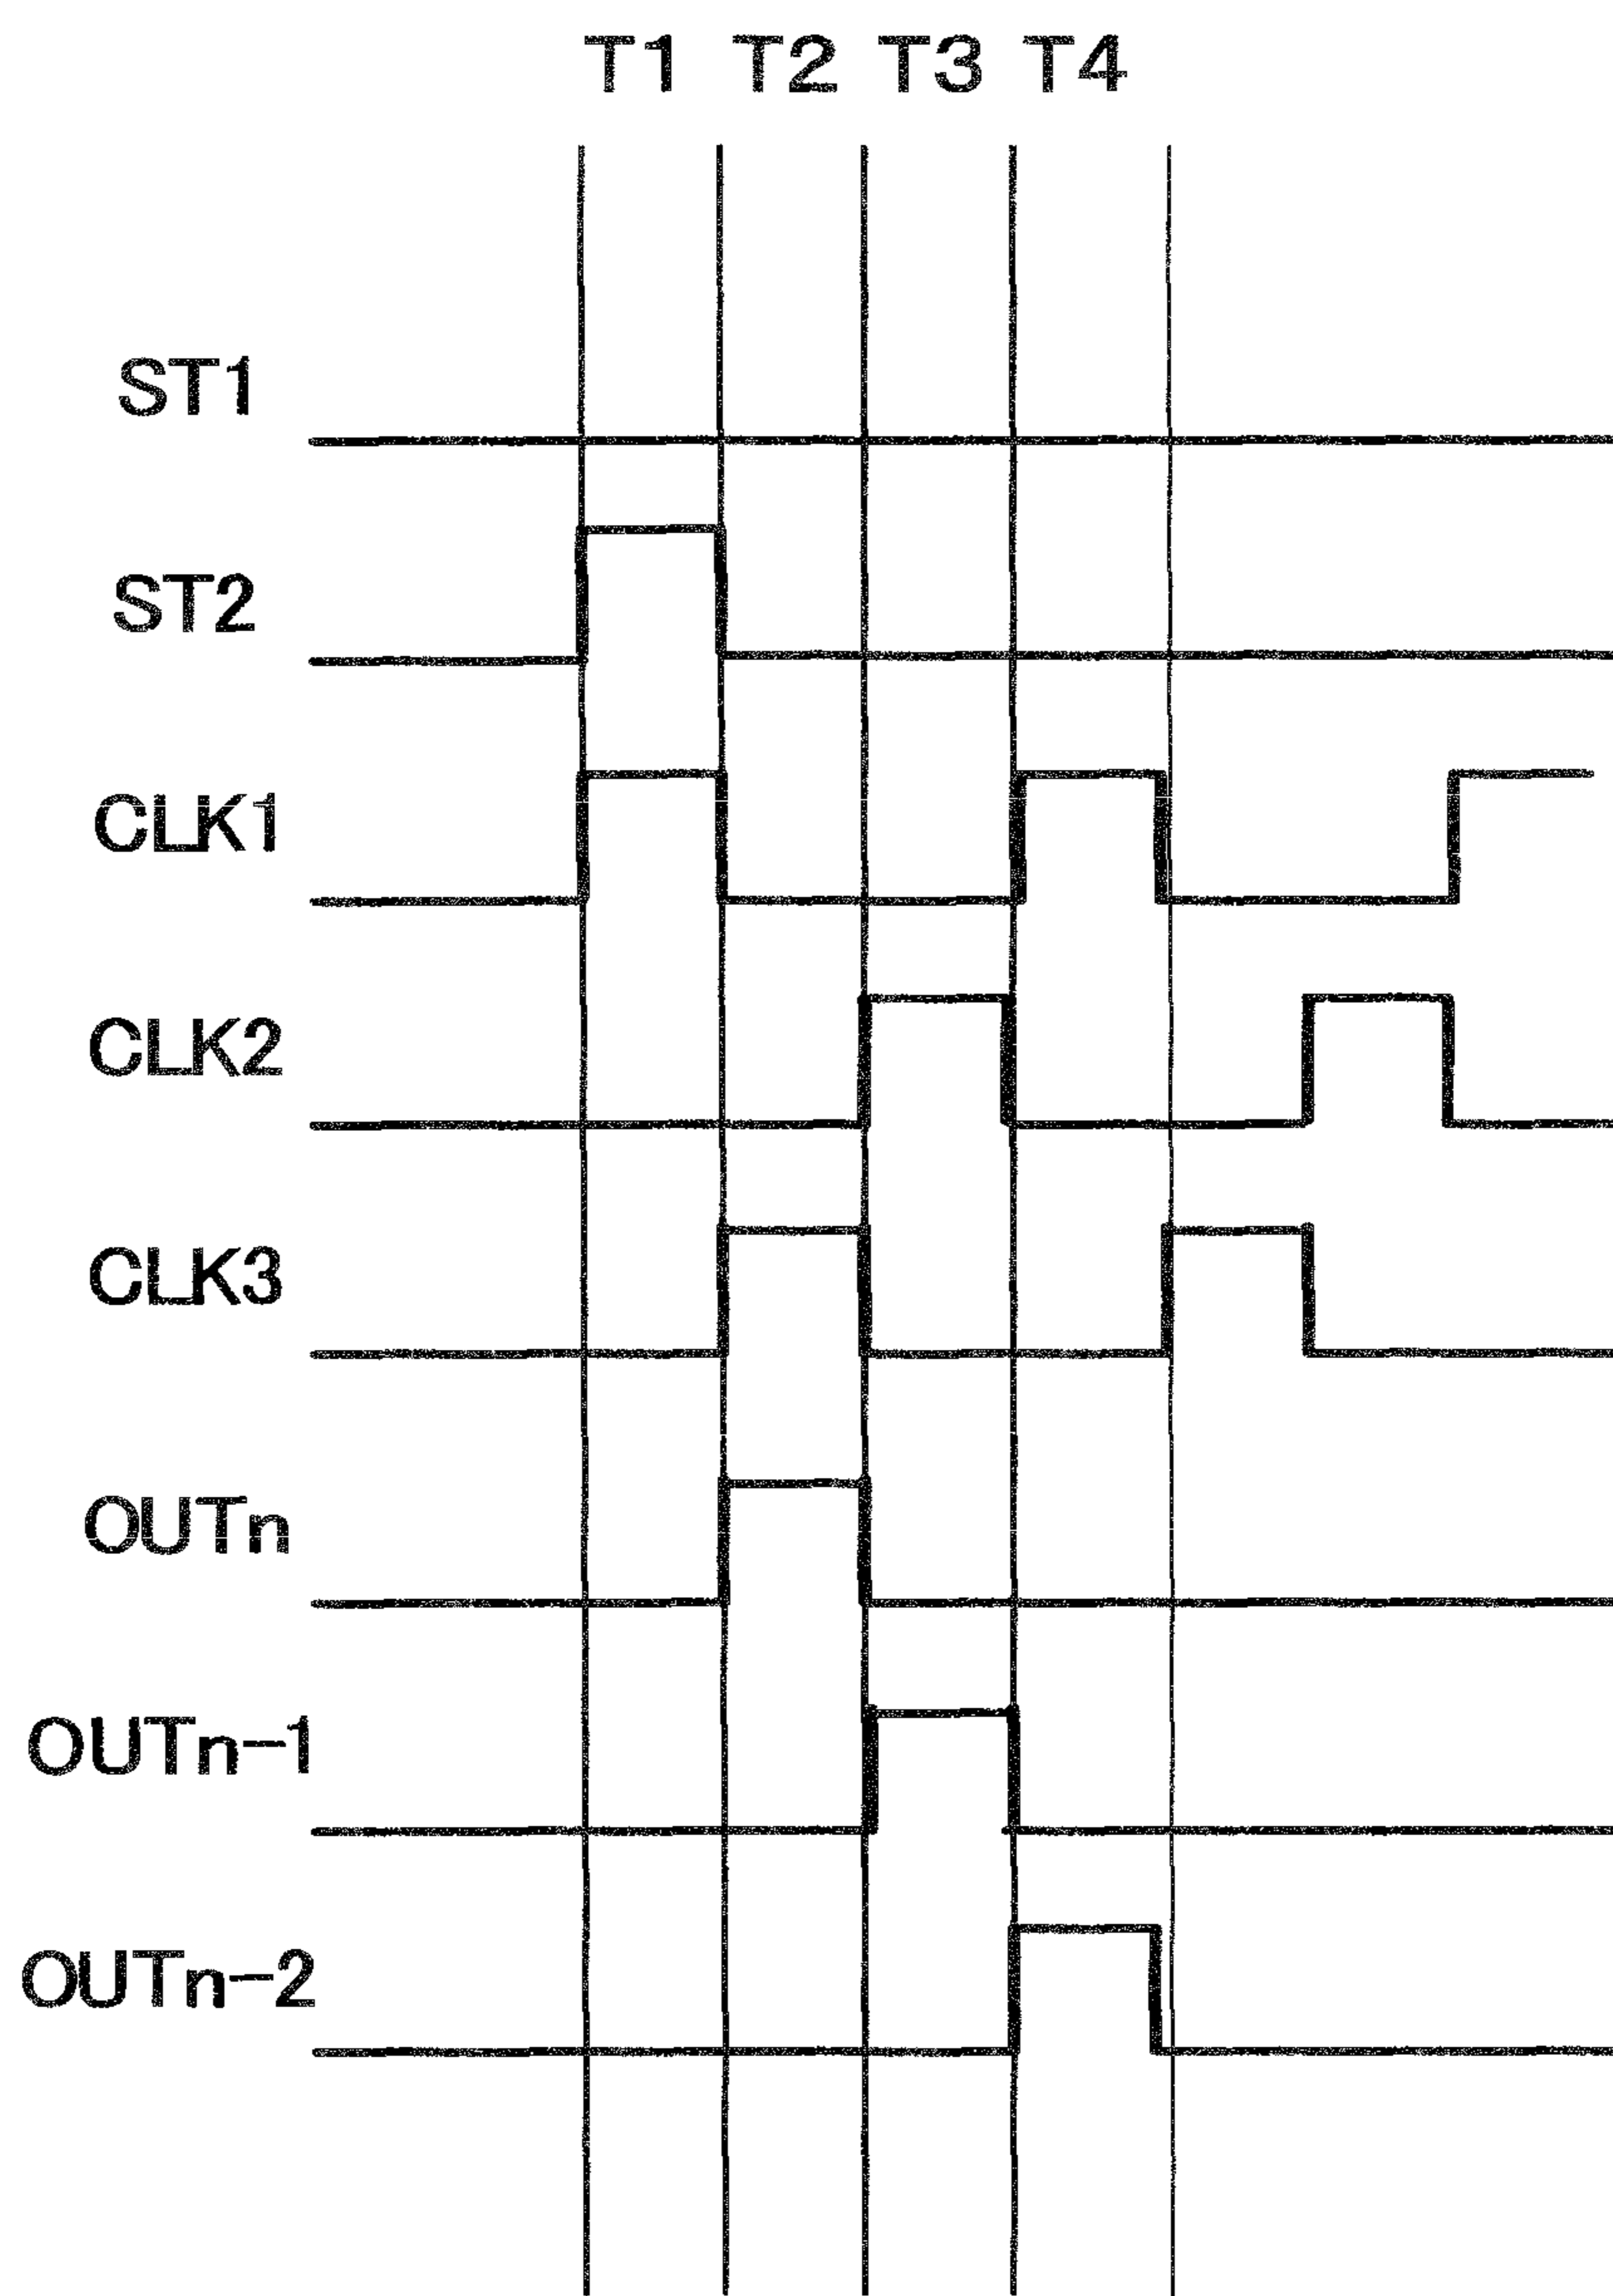 T1 T2 T3 T4
ST1
ST2
CLK1
CLK2
CLK3
OUTn
OUTn-1
OUTn-2